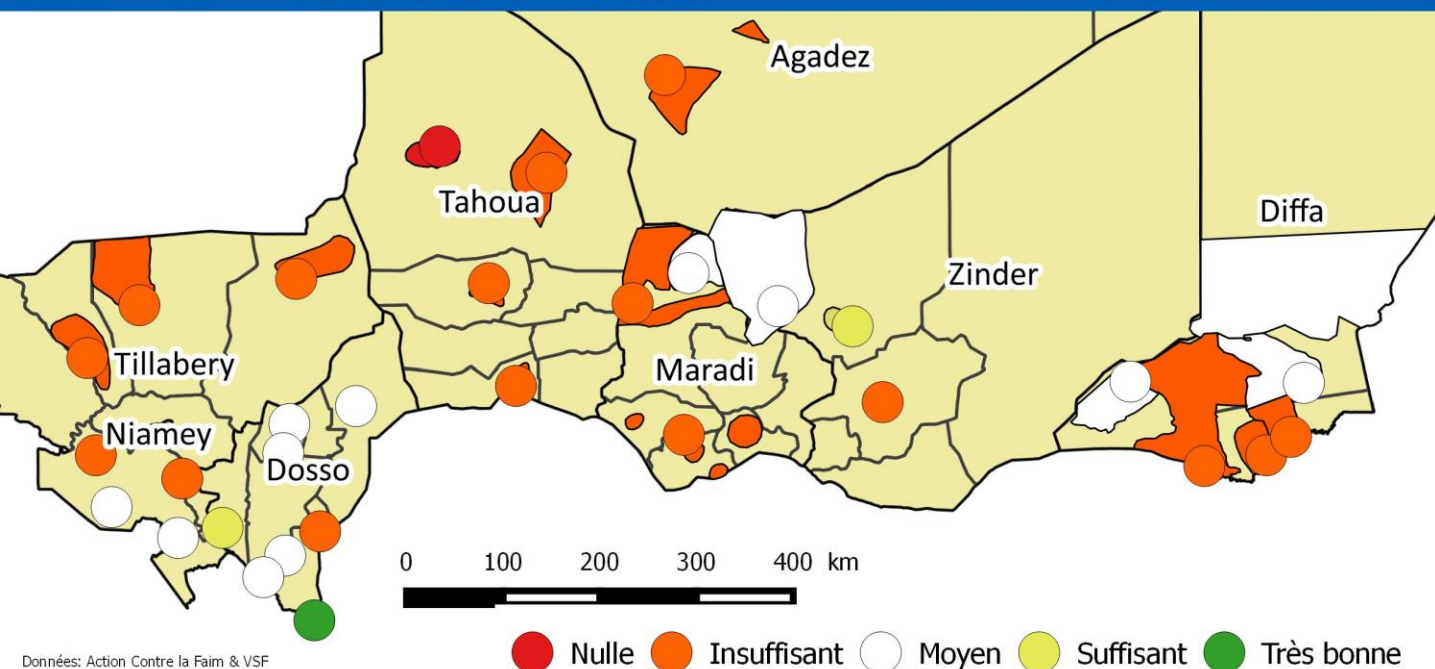 Agadez
Tahoua
Diffa
Zinder
Tillabery
Maradi
Niamey
Dosso
0 100 200 300 400 km
Données: Action Contre la Faim & VSF
Nulle Insuffisant Moyen Suffisant Très bonne